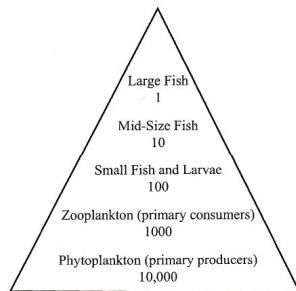 Large Fish
1
Mid-Size Fish
10
Small Fish and Larvae
100
Zooplankton (primary consumers)
1000
Phytoplankton (primary producers)
10,000